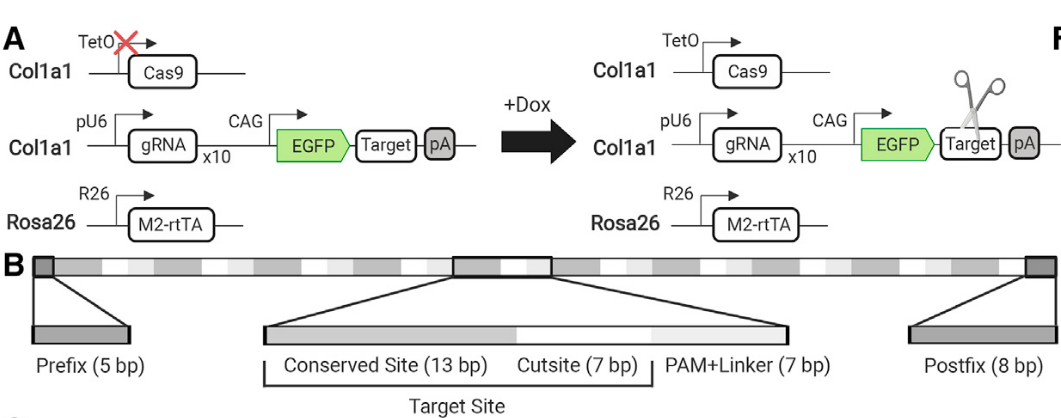 A
TetO
Col1a1
Cas9
pU6
CAG
Col1a1
gRNA
x10
EGFP
Target
pA
R26
Rosa26
M2-rtTA
+Dox
TetO
Col1a1
Cas9
pU6
CAG
Col1a1
gRNA
x10
EGFP
Target
pA
R26
Rosa26
M2-rtTA
B
Prefix (5 bp)
Conserved Site (13 bp)
Cutsite (7 bp)
PAM+Linker (7 bp)
Postfix (8 bp)
Target Site